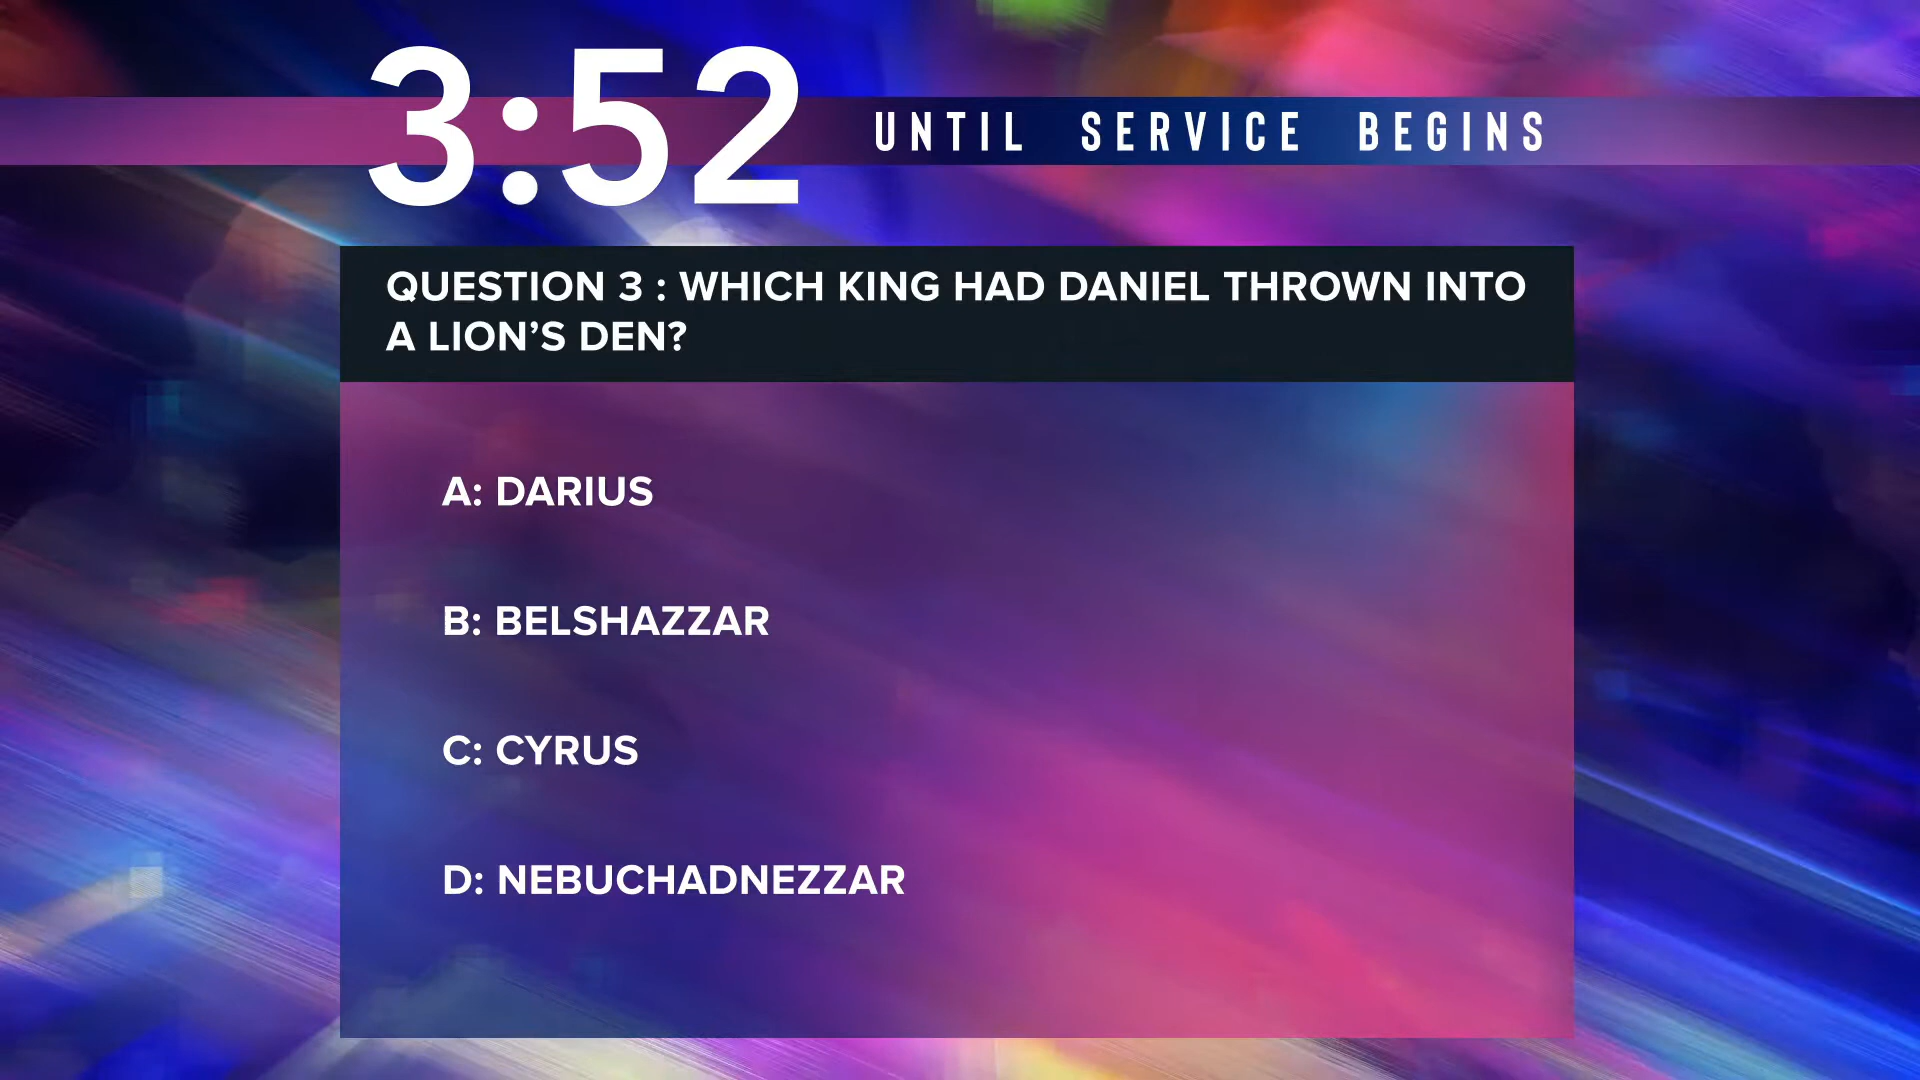 3:52
UNTIL SERVICE BEGINS
QUESTION 3 : WHICH KING HAD DANIEL THROWN INTO
A LION’S DEN?
A: DARIUS
B: BELSHAZZAR
C: CYRUS
D: NEBUCHADNEZZAR